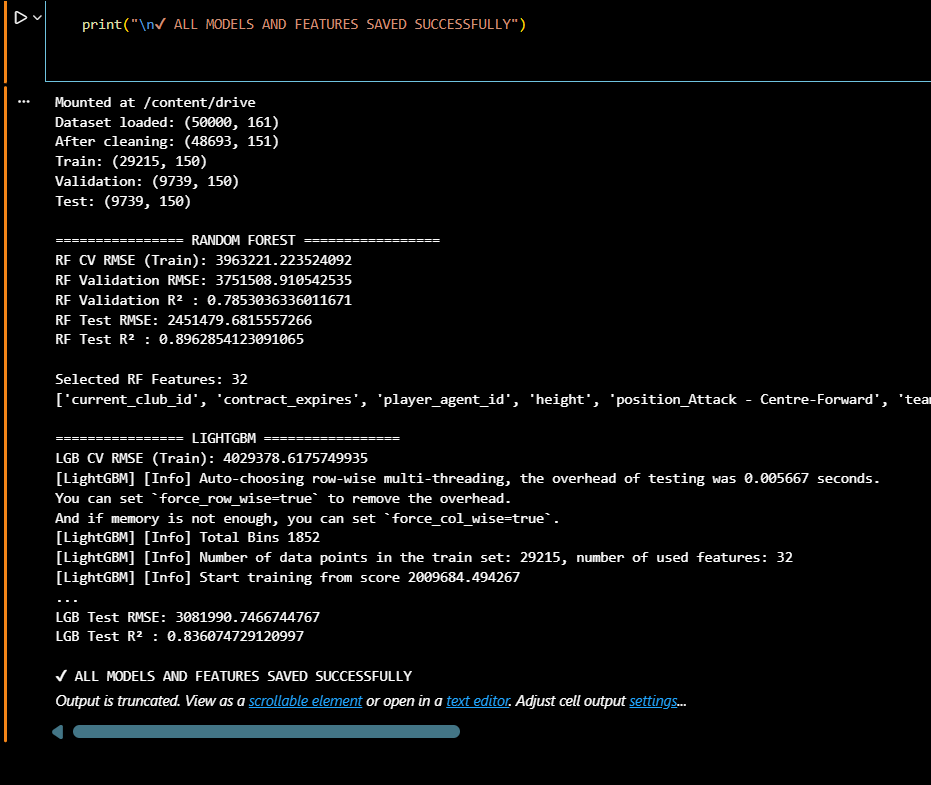 print("\n✓ ALL MODELS AND FEATURES SAVED SUCCESSFULLY")
Mounted at /content/drive
Dataset loaded: (50000, 161)
After cleaning: (48693, 151)
Train: (29215, 150)
Validation: (9739, 150)
Test: (9739, 150)
================ RANDOM FOREST =================
RF CV RMSE (Train): 3963221.223524092
RF Validation RMSE: 3751508.910542535
RF Validation R² : 0.7853036336011671
RF Test RMSE: 2451479.6815557266
RF Test R² : 0.8962854123091065
Selected RF Features: 32
['current_club_id', 'contract_expires', 'player_agent_id', 'height', 'position_Attack - Centre-Forward', 'tea
================ LIGHTGBM =================
LGB CV RMSE (Train): 4029378.6175749935
[LightGBM] [Info] Auto-choosing row-wise multi-threading, the overhead of testing was 0.005667 seconds.
You can set `force_row_wise=true` to remove the overhead.
And if memory is not enough, you can set `force_col_wise=true`.
[LightGBM] [Info] Total Bins 1852
[LightGBM] [Info] Number of data points in the train set: 29215, number of used features: 32
[LightGBM] [Info] Start training from score 2009684.494267
...
LGB Test RMSE: 3081990.7466744767
LGB Test R² : 0.836074729120997
✓ ALL MODELS AND FEATURES SAVED SUCCESSFULLY
Output is truncated. View as a scrollable element or open in a text editor. Adjust cell output settings...